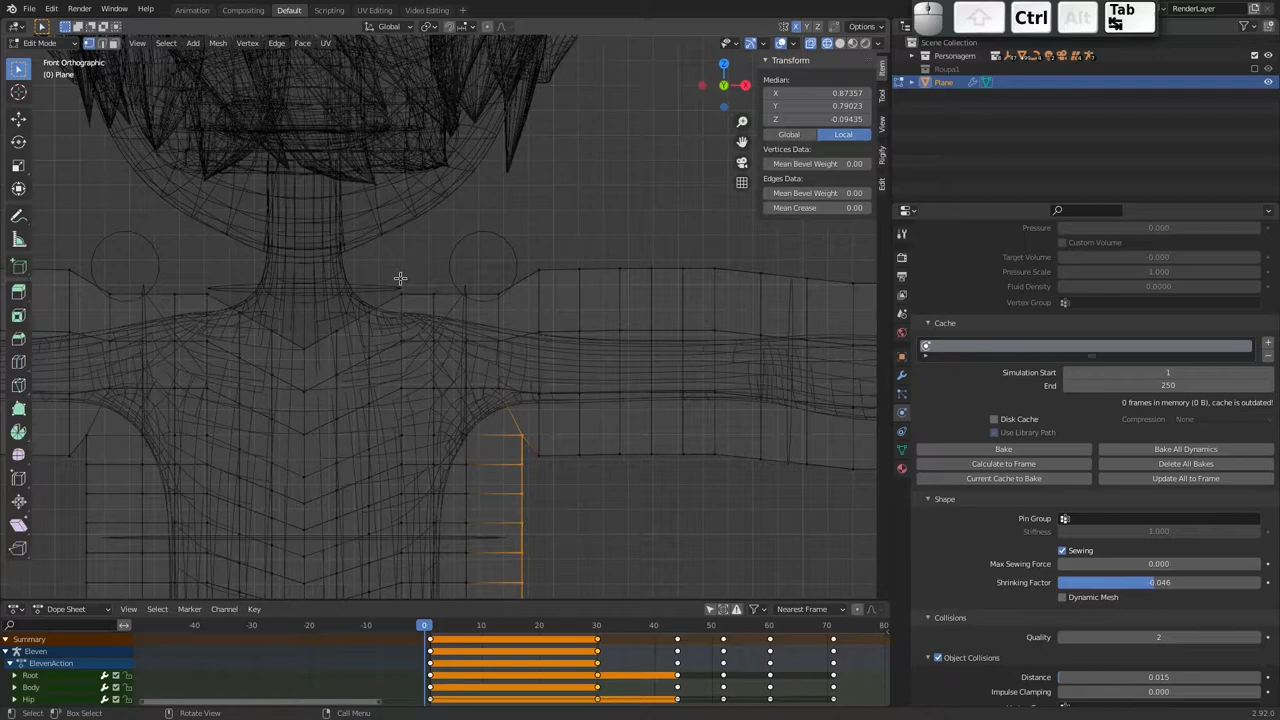 File Edit Render Window Help
Animation Compositing Default Scripting UV Editing Video Editing
RenderLayer
Ctrl Alt Tab
Global
X Y Z
Options
Edit Mode
View Select Add Mesh Vertex Edge Face UV
Scene Collection
Personagem
Roupa1
Plane
Front Orthographic
(0) Plane
Z
Y
X
Transform
Median:
X 0.87357
Y 0.79023
Z -0.09435
Global Local
Vertices Data:
Mean Bevel Weight 0.00
Edges Data:
Mean Bevel Weight 0.00
Mean Crease 0.00
Item
Tool
View
Rigify
Edit
Pressure 0.000
Custom Volume
Target Volume 0.000
Pressure Scale 1.000
Fluid Density 0.0000
Vertex Group
Cache
Simulation Start 1
End 250
0 frames in memory (0 B), cache is outdated!
Disk Cache Compression None
Use Library Path
Bake Bake All Dynamics
Calculate to Frame Delete All Bakes
Current Cache to Bake Update All to Frame
Shape
Pin Group
Stiffness 1.000
Sewing
Max Sewing Force 0.000
Shrinking Factor -0.046
Dynamic Mesh
Collisions
Quality 2
Object Collisions
Distance 0.015
Impulse Clamping 0.000
Dope Sheet View Select Marker Channel Key Nearest Frame
-40 -30 -20 -10 0 10 20 30 40 50 60 70 80
Summary
Eleven
ElevenAction
Root
Body
Hip
Select Box Select Rotate View Call Menu 2.92.0